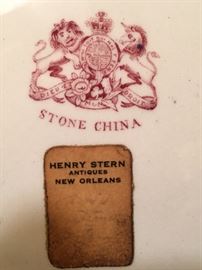 STONE CHINA
HENRY STERN
ANTIQUES
NEW ORLEANS